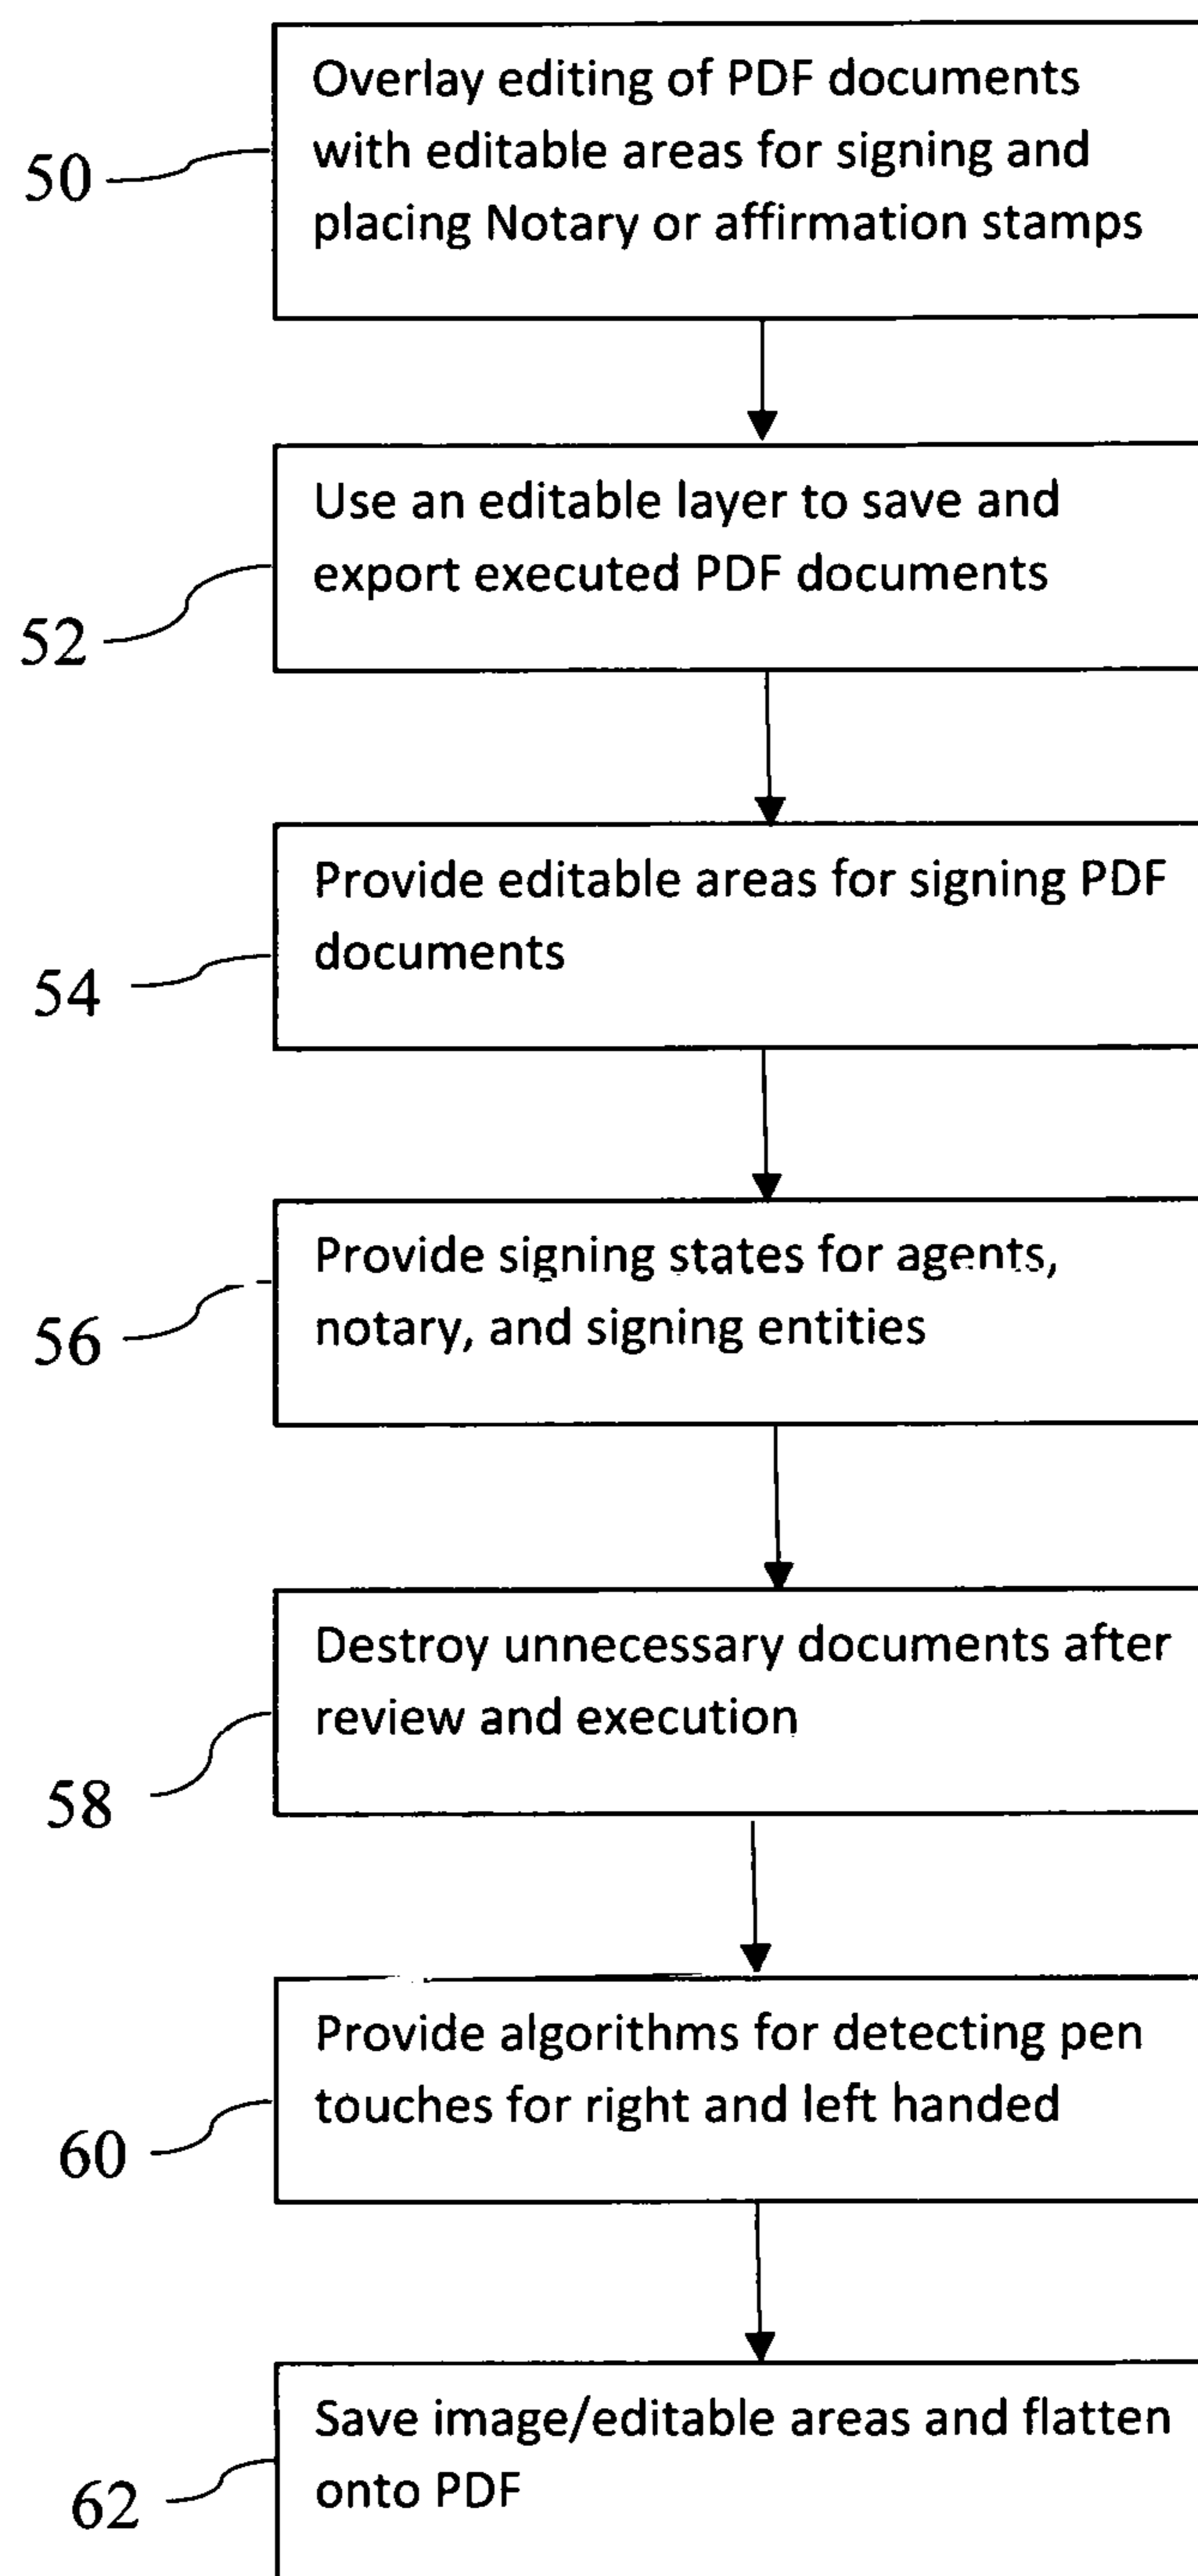 Overlay editing of PDF documents
with editable areas for signing and
placing Notary or affirmation stamps
50
Use an editable layer to save and
export executed PDF documents
52
Provide editable areas for signing PDF
documents
54
Provide signing states for agents,
notary, and signing entities
56
Destroy unnecessary documents after
review and execution
58
Provide algorithms for detecting pen
touches for right and left handed
60
Save image/editable areas and flatten
onto PDF
62